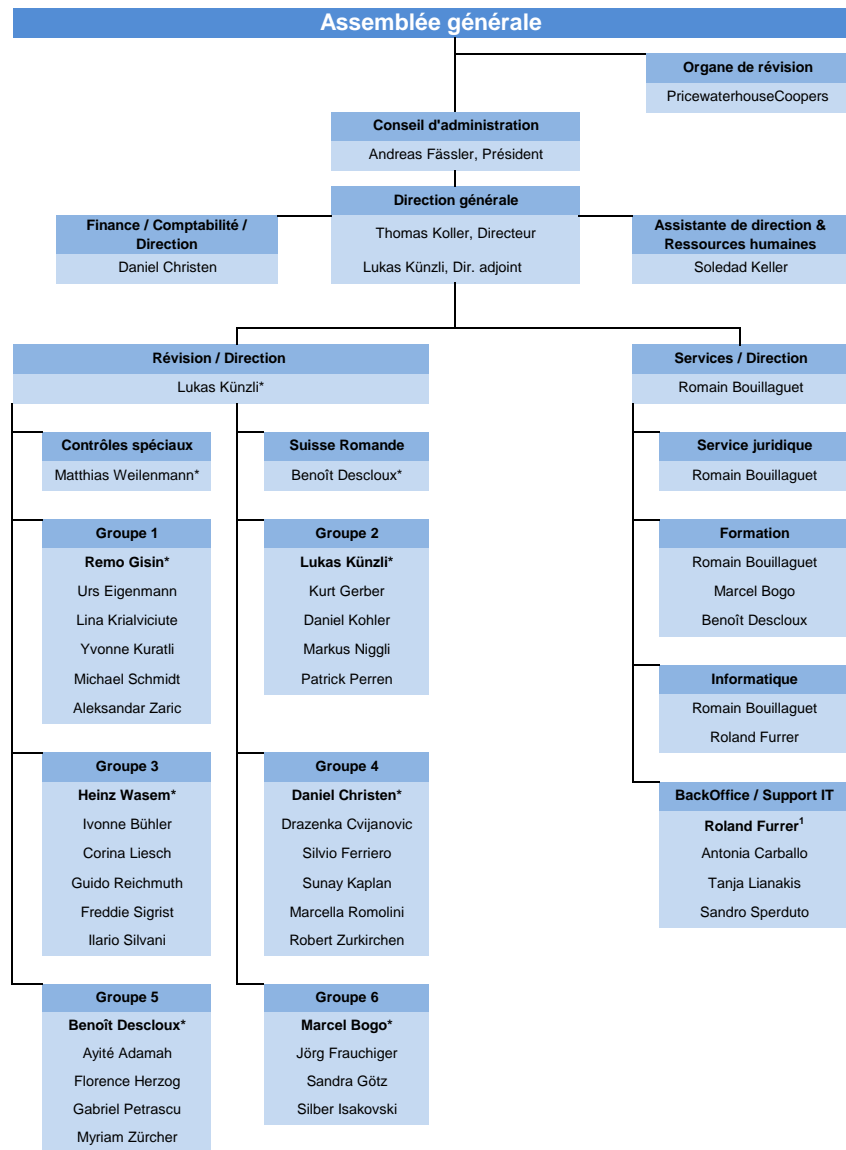 Assemblée générale
Organe de révision
PricewaterhouseCoopers
Conseil d'administration
Andreas Fässler, Président
Direction générale
Thomas Koller, Directeur
Lukas Künzli, Dir. adjoint
Finance / Comptabilité /
Direction
Daniel Christen
Assistante de direction &
Ressources humaines
Soledad Keller
Révision / Direction
Lukas Künzli*
Services / Direction
Romain Bouillaguet
Contrôles spéciaux
Matthias Weilenmann*
Suisse Romande
Benoît Descloux*
Service juridique
Romain Bouillaguet
Groupe 1
Remo Gisin*
Urs Eigenmann
Lina Krialviciute
Yvonne Kuratli
Michael Schmidt
Aleksandar Zaric
Groupe 2
Lukas Künzli*
Kurt Gerber
Daniel Kohler
Markus Niggli
Patrick Perren
Formation
Romain Bouillaguet
Marcel Bogo
Benoît Descloux
Informatique
Romain Bouillaguet
Roland Furrer
Groupe 3
Heinz Wasem*
Ivonne Bühler
Corina Liesch
Guido Reichmuth
Freddie Sigrist
Ilario Silvani
Groupe 4
Daniel Christen*
Drazenka Cvijanovic
Silvio Ferriero
Sunay Kaplan
Marcella Romolini
Robert Zurkirchen
BackOffice / Support IT
Roland Furrer¹
Antonia Carballo
Tanja Lianakis
Sandro Sperduto
Groupe 5
Benoît Descloux*
Ayité Adamah
Florence Herzog
Gabriel Petrascu
Myriam Zürcher
Groupe 6
Marcel Bogo*
Jörg Frauchiger
Sandra Götz
Silber Isakovski